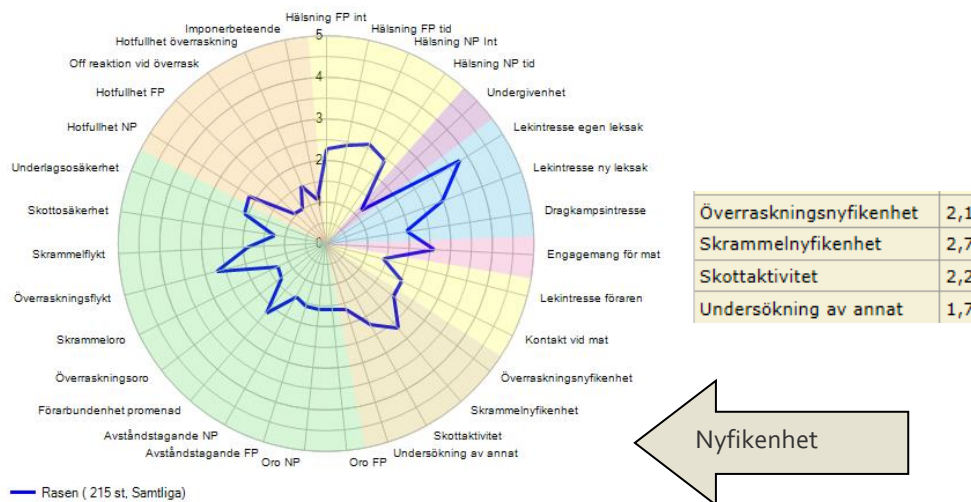 Hälsning FP int
Hälsning FP tid
Hälsning NP Int
Hälsning NP tid
Undergivenhet
Lekintresse egen leksak
Lekintresse ny leksak
Dragkampsintresse
Engagemang för mat
Lekintresse föraren
Kontakt vid mat
Överraskningsnyfikenhet
Skrammelnyfikenhet
Skottaktivitet
Undersökning av annat
Oro FP
Oro NP
Avståndstagande FP
Avståndstagande NP
Förarbundenhet promenad
Överraskningsoro
Skrammeloro
Överraskningsflykt
Skrammelflykt
Skottosäkerhet
Underlagsosäkerhet
Hotfullhet NP
Hotfullhet FP
Off reaktion vid överrask
Hotfullhet överraskning
Imponerbeteende
5
4
3
2
1
0
Rasen ( 215 st, Samtliga)
Överraskningsnyfikenhet 2,1
Skrammelnyfikenhet 2,7
Skottaktivitet 2,2
Undersökning av annat 1,7
Nyfikenhet